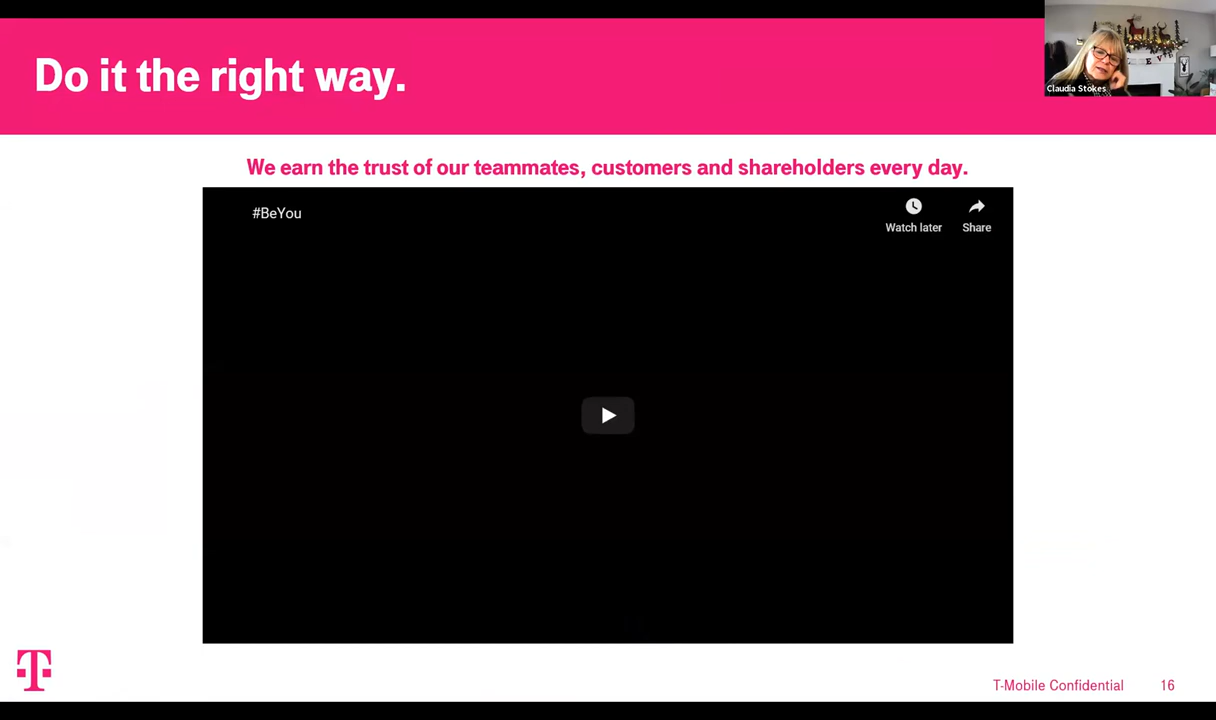 Do it the right way.
Claudia Stokes
We earn the trust of our teammates, customers and shareholders every day.
#BeYou
Watch later
Share
T
T-Mobile Confidential
16